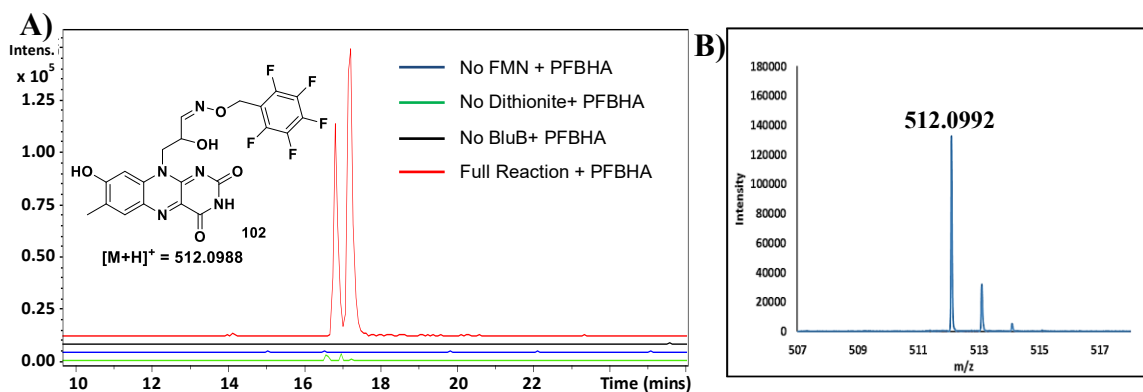 A)
Intens.
x 10⁵
1.25
1.00
0.75
0.50
0.25
0.00
10
12
14
16
18
20
22
Time (mins)
No FMN + PFBHA
No Dithionite+ PFBHA
No BluB+ PFBHA
Full Reaction + PFBHA
F
F
F
F
F
N
O
OH
HO
N
N
O
NH
N
O
102
[M+H]⁺ = 512.0988
B)
180000
160000
140000
120000
100000
80000
60000
40000
20000
0
Intensity
512.0992
507
509
511
513
515
517
m/z